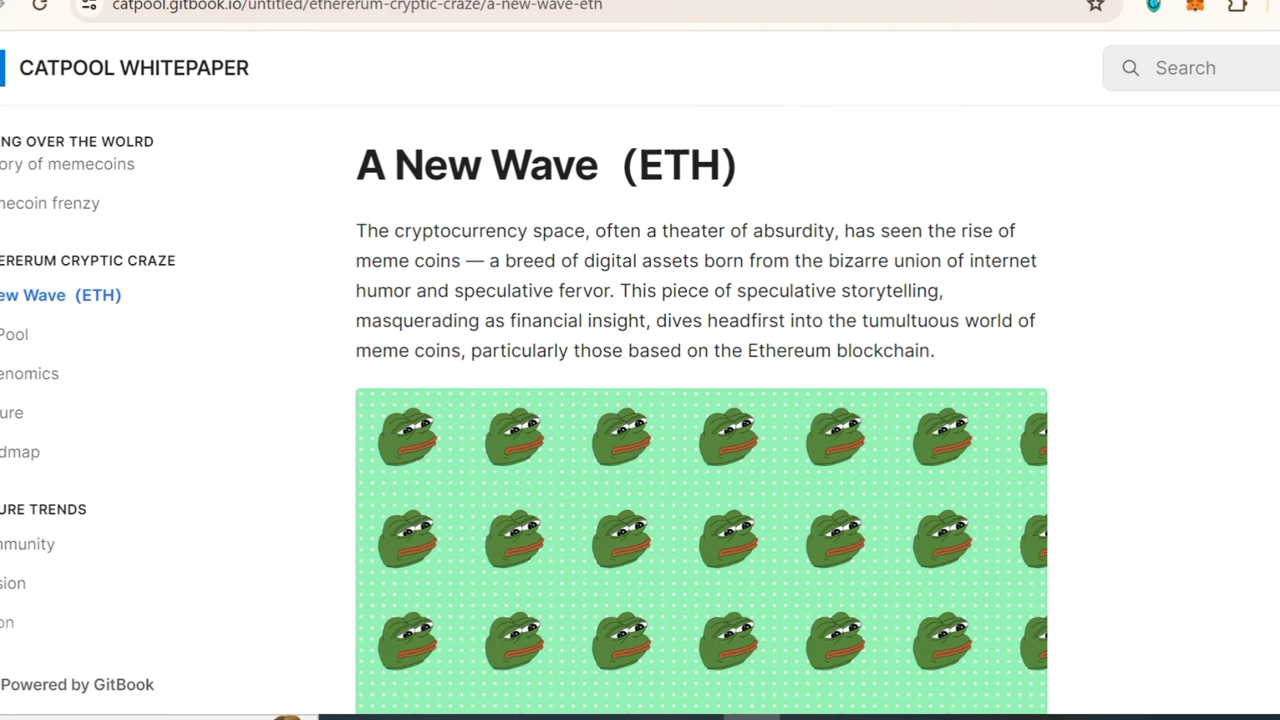 catpool.gitbook.io/untitled/ethererum-cryptic-craze/a-new-wave-eth
CATPOOL WHITEPAPER
Search
NG OVER THE WOLRD
ory of memecoins
necoin frenzy
ERERUM CRYPTIC CRAZE
ew Wave (ETH)
Pool
enomics
ure
dmap
URE TRENDS
mmunity
sion
on
Powered by GitBook
A New Wave (ETH)
The cryptocurrency space, often a theater of absurdity, has seen the rise of
meme coins — a breed of digital assets born from the bizarre union of internet
humor and speculative fervor. This piece of speculative storytelling,
masquerading as financial insight, dives headfirst into the tumultuous world of
meme coins, particularly those based on the Ethereum blockchain.